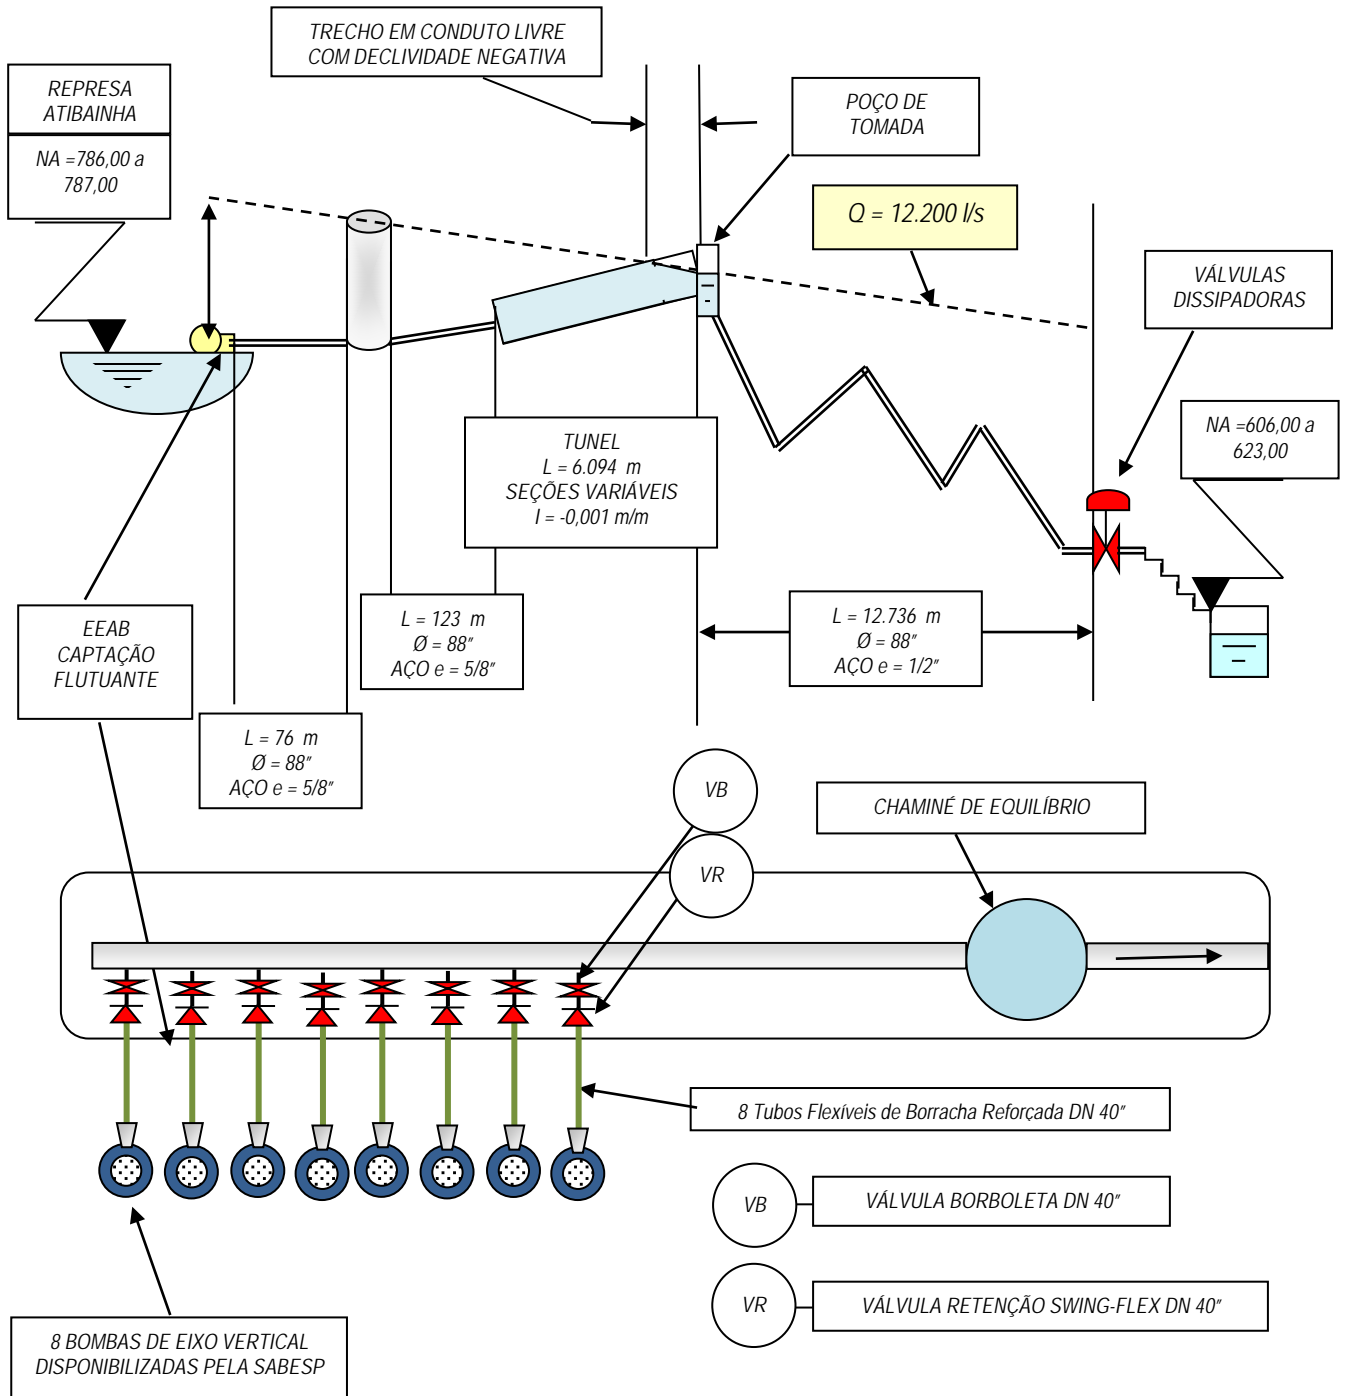 TRECHO EM CONDUTO LIVRE
COM DECLIVIDADE NEGATIVA
REPRESA
ATIBAINHA
NA =786,00 a
787,00
POÇO DE
TOMADA
Q = 12.200 l/s
VÁLVULAS
DISSIPADORAS
NA =606,00 a
623,00
TUNEL
L = 6.094 m
SEÇÕES VARIÁVEIS
I = -0,001 m/m
L = 123 m
Ø = 88"
AÇO e = 5/8"
L = 12.736 m
Ø = 88"
AÇO e = 1/2"
EEAB
CAPTAÇÃO
FLUTUANTE
L = 76 m
Ø = 88"
AÇO e = 5/8"
VB
VR
CHAMINÉ DE EQUILÍBRIO
8 Tubos Flexíveis de Borracha Reforçada DN 40"
VB
VÁLVULA BORBOLETA DN 40"
VR
VÁLVULA RETENÇÃO SWING-FLEX DN 40"
8 BOMBAS DE EIXO VERTICAL
DISPONIBILIZADAS PELA SABESP